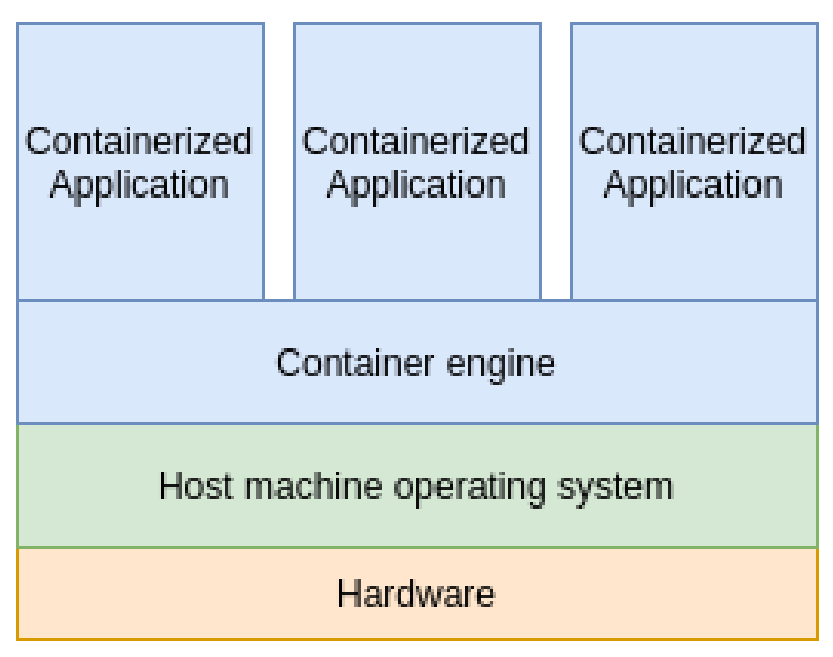 Containerized
Application
Containerized
Application
Containerized
Application
Container engine
Host machine operating system
Hardware